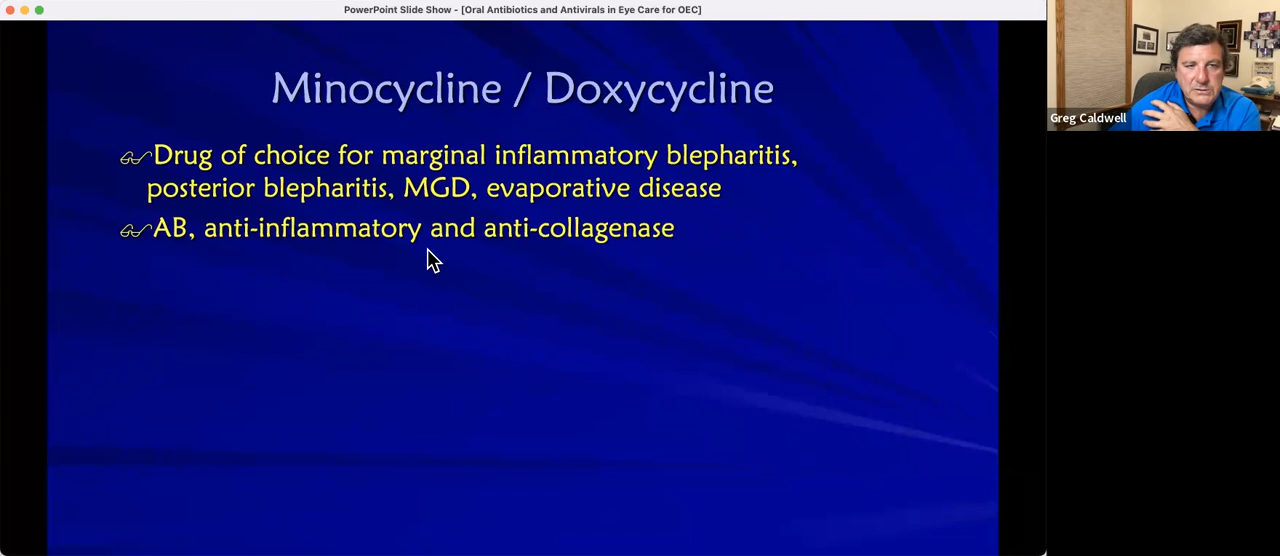 PowerPoint Slide Show - [Oral Antibiotics and Antivirals in Eye Care for OEC]
Minocycline / Doxycycline
Drug of choice for marginal inflammatory blepharitis,
posterior blepharitis, MGD, evaporative disease
AB, anti-inflammatory and anti-collagenase
Greg Caldwell